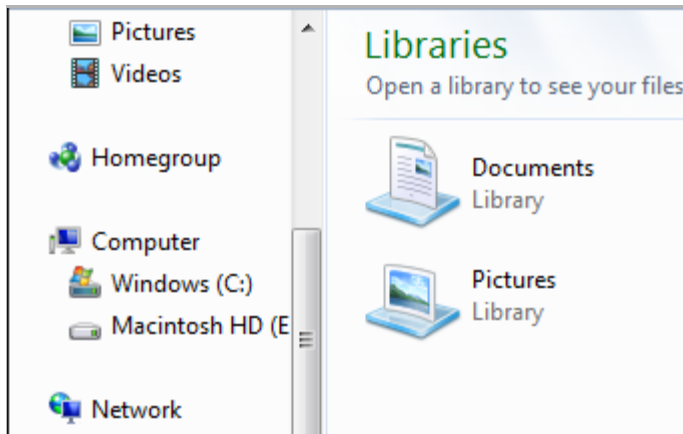 Pictures
Videos
Homegroup
Computer
Windows (C:)
Macintosh HD (E
Network
Libraries
Open a library to see your files
Documents
Library
Pictures
Library